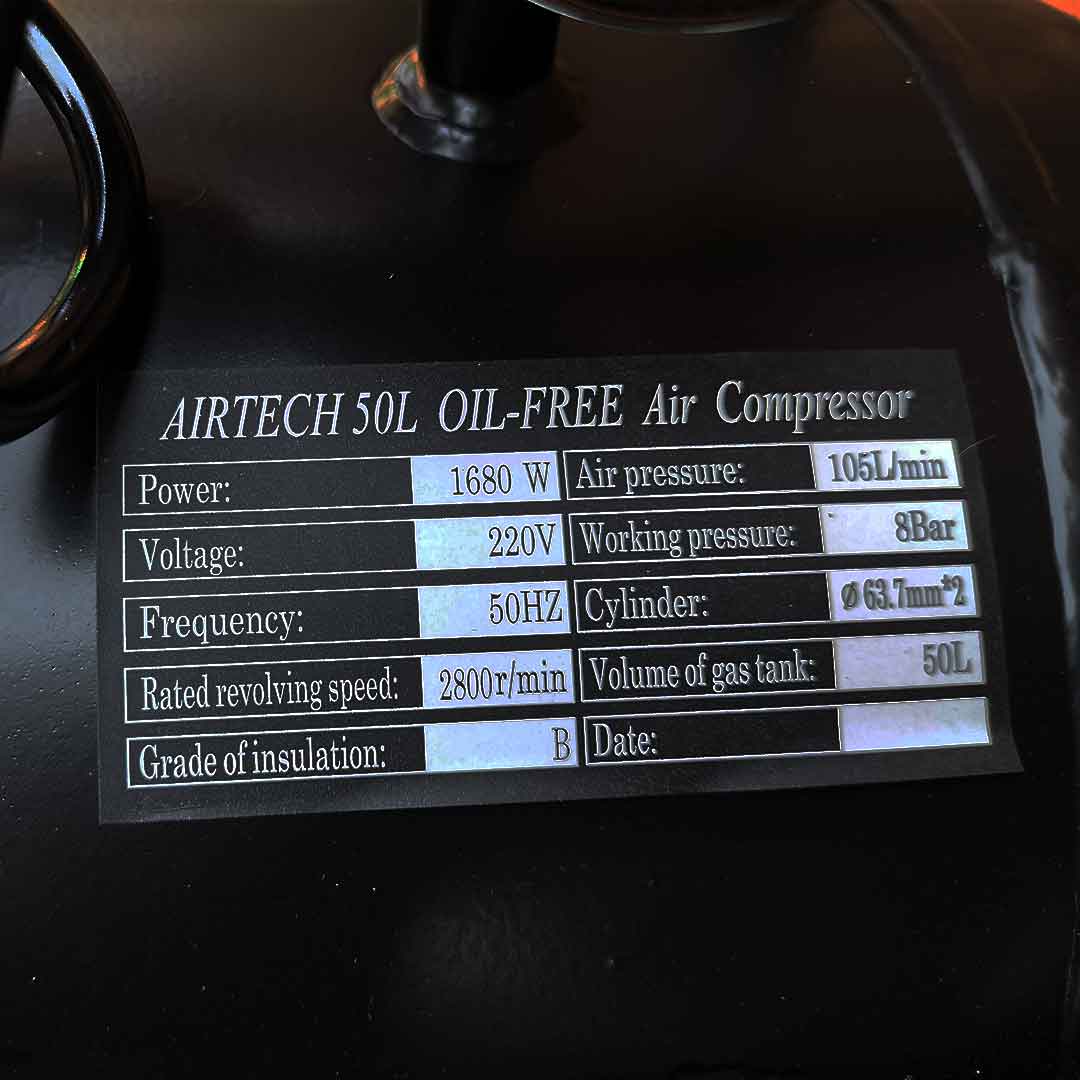 AIRTECH 50L OIL-FREE Air Compressor
Power: 1680 W Air pressure: 105L/min
Voltage: 220V Working pressure: 8Bar
Frequency: 50HZ Cylinder: Ø 63.7mm*2
Rated revolving speed: 2800r/min Volume of gas tank: 50L
Grade of insulation: B Date: